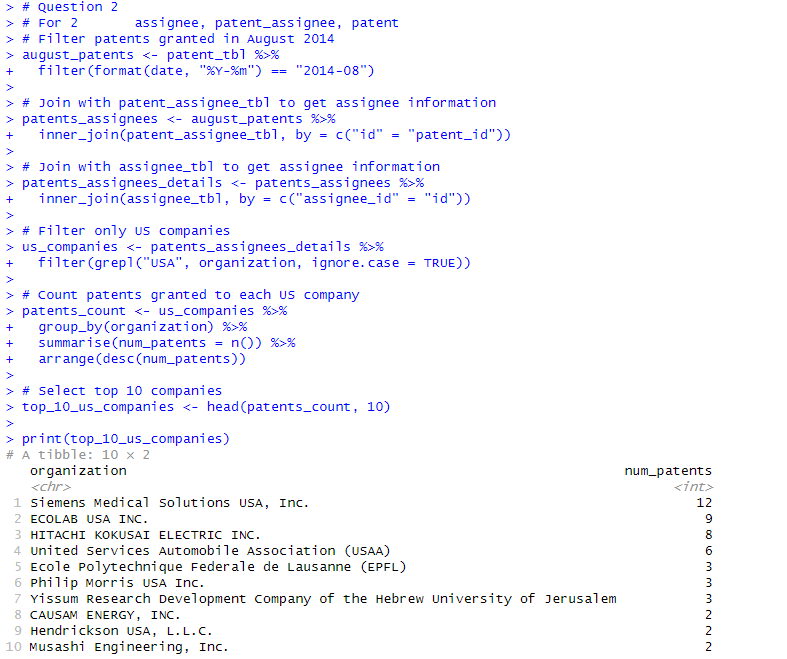 > # Question 2
> # For 2       assignee, patent_assignee, patent
> # Filter patents granted in August 2014
> august_patents <- patent_tbl %>%
+   filter(format(date, "%Y-%m") == "2014-08")
>
> # Join with patent_assignee_tbl to get assignee information
> patents_assignees <- august_patents %>%
+   inner_join(patent_assignee_tbl, by = c("id" = "patent_id"))
>
> # Join with assignee_tbl to get assignee information
> patents_assignees_details <- patents_assignees %>%
+   inner_join(assignee_tbl, by = c("assignee_id" = "id"))
>
> # Filter only US companies
> us_companies <- patents_assignees_details %>%
+   filter(grepl("USA", organization, ignore.case = TRUE))
>
> # Count patents granted to each US company
> patents_count <- us_companies %>%
+   group_by(organization) %>%
+   summarise(num_patents = n()) %>%
+   arrange(desc(num_patents))
>
> # Select top 10 companies
> top_10_us_companies <- head(patents_count, 10)
>
> print(top_10_us_companies)
# A tibble: 10 × 2
   organization                                                              num_patents
   <chr>                                                                           <int>
 1 Siemens Medical Solutions USA, Inc.                                                12
 2 ECOLAB USA INC.                                                                     9
 3 HITACHI KOKUSAI ELECTRIC INC.                                                       8
 4 United Services Automobile Association (USAA)                                       6
 5 Ecole Polytechnique Federale de Lausanne (EPFL)                                     3
 6 Philip Morris USA Inc.                                                              3
 7 Yissum Research Development Company of the Hebrew University of Jerusalem           3
 8 CAUSAM ENERGY, INC.                                                                 2
 9 Hendrickson USA, L.L.C.                                                             2
10 Musashi Engineering, Inc.                                                           2